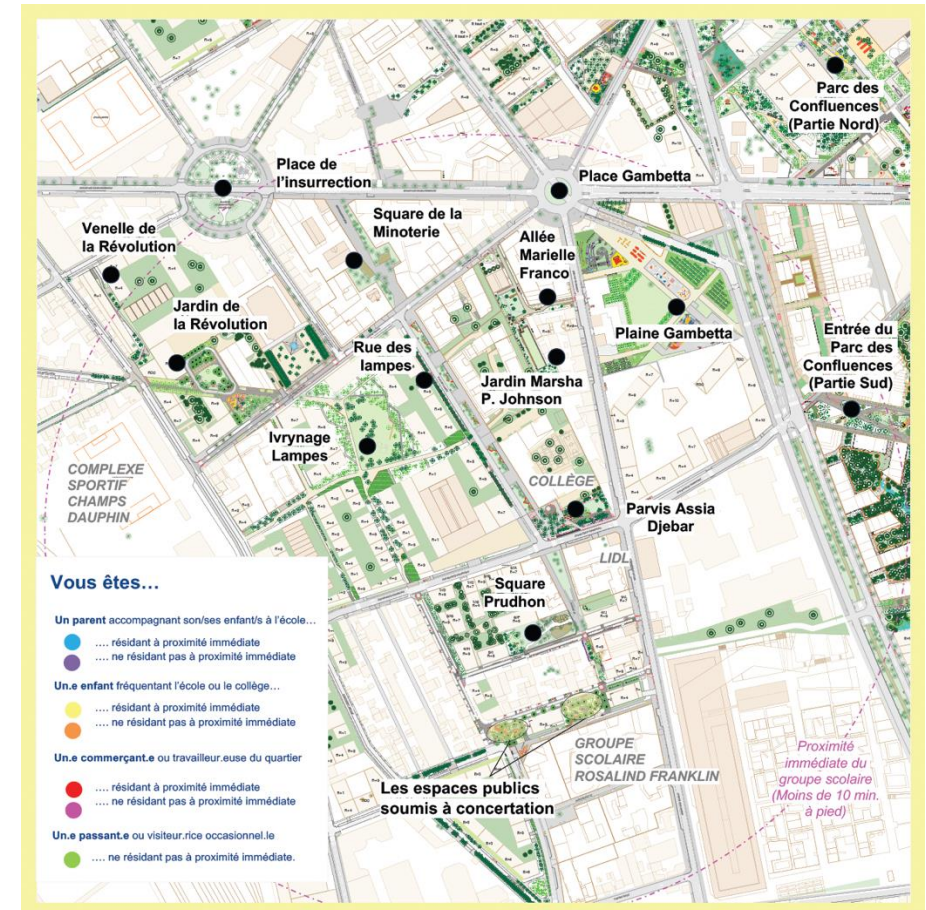 Parc des
Confluences
(Partie Nord)
Place de
l'insurrection
Place Gambetta
Venelle de
la Révolution
Square de la
Minoterie
Allée
Marielle
Franco
Jardin de
la Révolution
Plaine Gambetta
Entrée du
Parc des
Confluences
(Partie Sud)
Rue des
lampes
Jardin Marsha
P. Johnson
Ivrynage
Lampes
COMPLEXE
SPORTIF
CHAMPS
DAUPHIN
COLLÈGE
Parvis Assia
Djebar
LIDL
Square
Prudhon
GROUPE
SCOLAIRE
ROSALIND FRANKLIN
Les espaces publics
soumis à concertation
Proximité
immédiate du
groupe scolaire
(Moins de 10 min.
à pied)
Vous êtes…
Un parent accompagnant son/ses enfant/s à l'école…
…. résidant à proximité immédiate
…. ne résidant pas à proximité immédiate
Un.e enfant fréquentant l'école ou le collège…
…. résidant à proximité immédiate
…. ne résidant pas à proximité immédiate
Un.e commerçant.e ou travailleur.euse du quartier
…. résidant à proximité immédiate
…. ne résidant pas à proximité immédiate
Un.e passant.e ou visiteur.rice occasionnel.le
…. ne résidant pas à proximité immédiate.